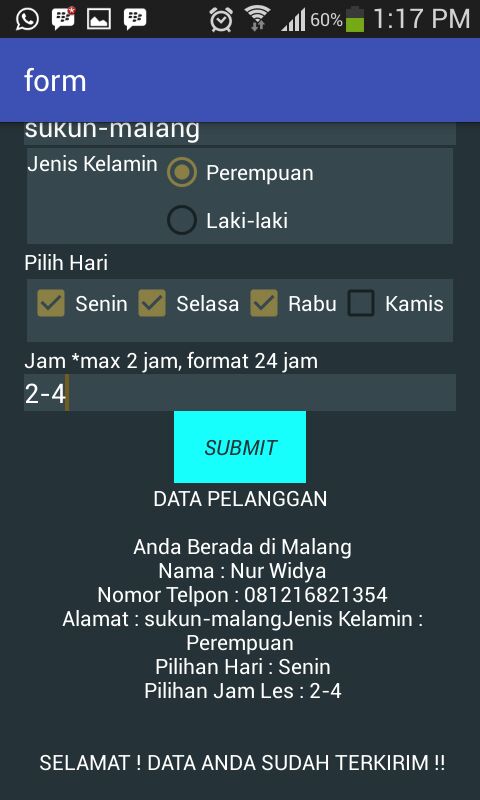 60% 1:17 PM
form
sukun-malang
Jenis Kelamin
Perempuan
Laki-laki
Pilih Hari
Senin Selasa Rabu Kamis
Jam *max 2 jam, format 24 jam
2-4
SUBMIT
DATA PELANGGAN
Anda Berada di Malang
Nama : Nur Widya
Nomor Telpon : 081216821354
Alamat : sukun-malangJenis Kelamin :
Perempuan
Pilihan Hari : Senin
Pilihan Jam Les : 2-4
SELAMAT ! DATA ANDA SUDAH TERKIRIM !!